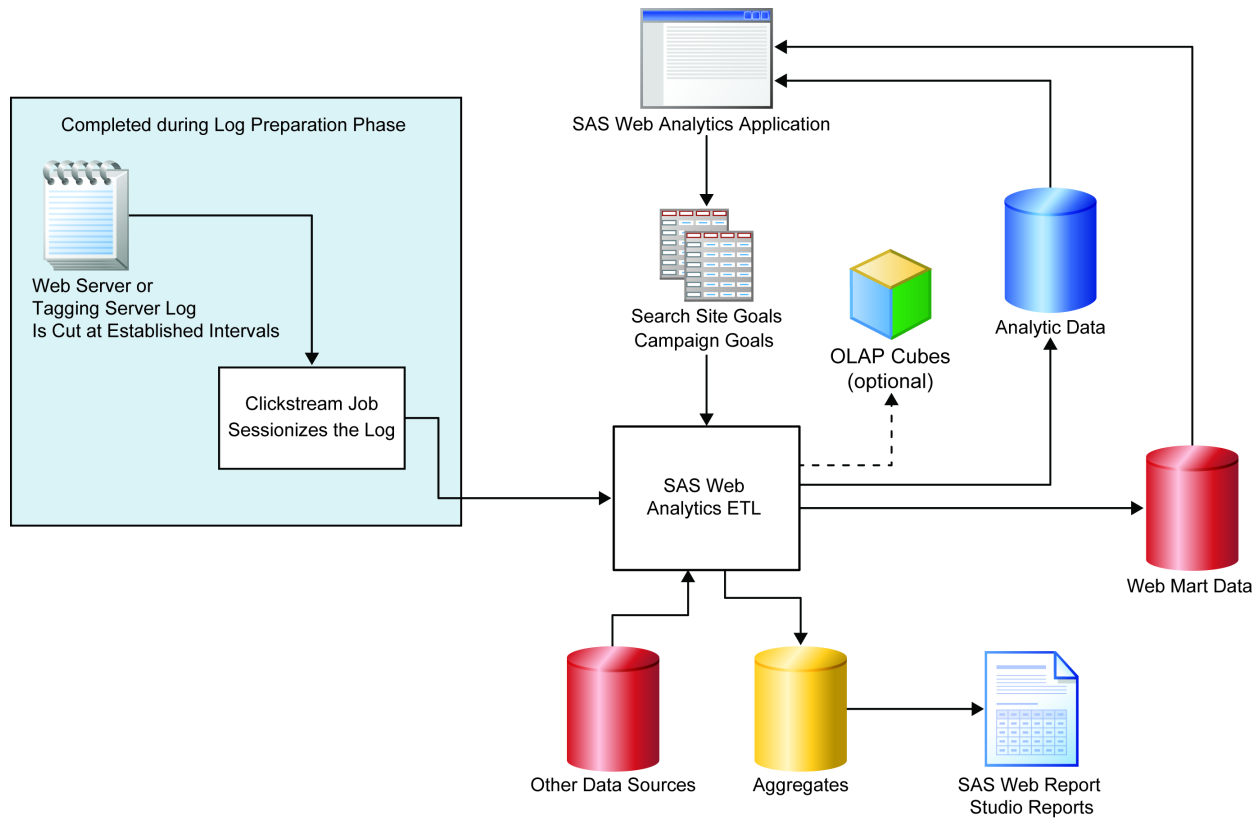 SAS Web Analytics Application
Completed during Log Preparation Phase
Web Server or
Tagging Server Log
Is Cut at Established Intervals
Search Site Goals
Campaign Goals
Analytic Data
OLAP Cubes
(optional)
Clickstream Job
Sessionizes the Log
SAS Web
Analytics ETL
Web Mart Data
Other Data Sources
Aggregates
SAS Web Report
Studio Reports